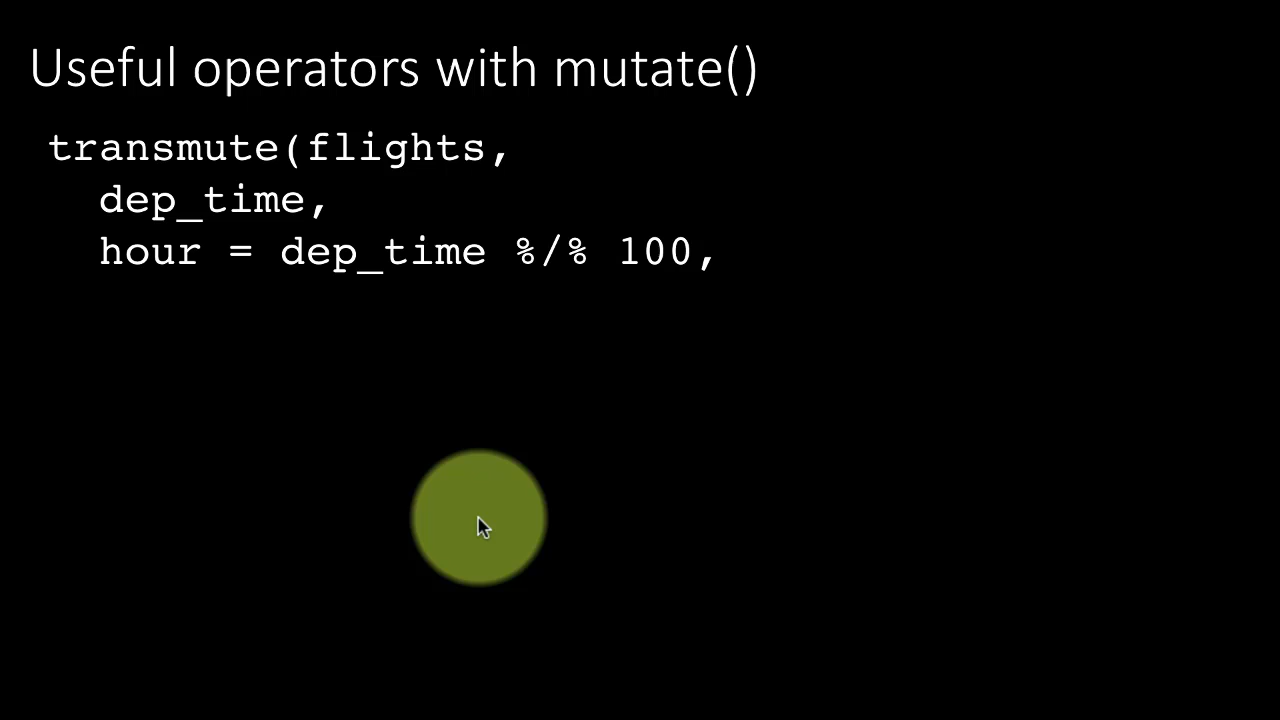 Useful operators with mutate()
transmute(flights,
dep_time,
hour = dep_time %/% 100,